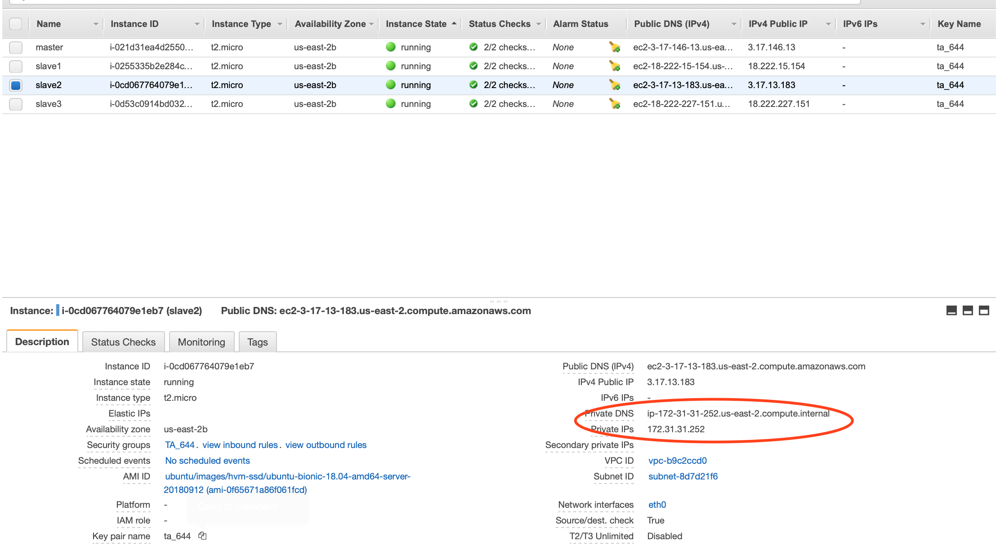 Name Instance ID Instance Type Availability Zone Instance State Status Checks Alarm Status Public DNS (IPv4) IPv4 Public IP IPv6 IPs Key Name
master i-021d31ea4d2550... t2.micro us-east-2b running 2/2 checks... None ec2-3-17-146-13.us-ea... 3.17.146.13 - ta_644
slave1 i-0255335b2e284c... t2.micro us-east-2b running 2/2 checks... None ec2-18-222-15-154.us-... 18.222.15.154 - ta_644
slave2 i-0cd067764079e1... t2.micro us-east-2b running 2/2 checks... None ec2-3-17-13-183.us-ea... 3.17.13.183 - ta_644
slave3 i-0d53c0914bd032... t2.micro us-east-2b running 2/2 checks... None ec2-18-222-227-151.u... 18.222.227.151 - ta_644
Instance: i-0cd067764079e1eb7 (slave2) Public DNS: ec2-3-17-13-183.us-east-2.compute.amazonaws.com
Description Status Checks Monitoring Tags
Instance ID i-0cd067764079e1eb7 Public DNS (IPv4) ec2-3-17-13-183.us-east-2.compute.amazonaws.com
Instance state running IPv4 Public IP 3.17.13.183
Instance type t2.micro IPv6 IPs -
Elastic IPs Private DNS ip-172-31-31-252.us-east-2.compute.internal
Availability zone us-east-2b Private IPs 172.31.31.252
Security groups TA_644. view inbound rules. view outbound rules Secondary private IPs
Scheduled events No scheduled events VPC ID vpc-b9c2ccd0
AMI ID ubuntu/images/hvm-ssd/ubuntu-bionic-18.04-amd64-server- Subnet ID subnet-8d7d21f6
20180912 (ami-0f65671a86f061fcd)
Platform - Copy to clipboard Network interfaces eth0
IAM role - Source/dest. check True
Key pair name ta_644 T2/T3 Unlimited Disabled